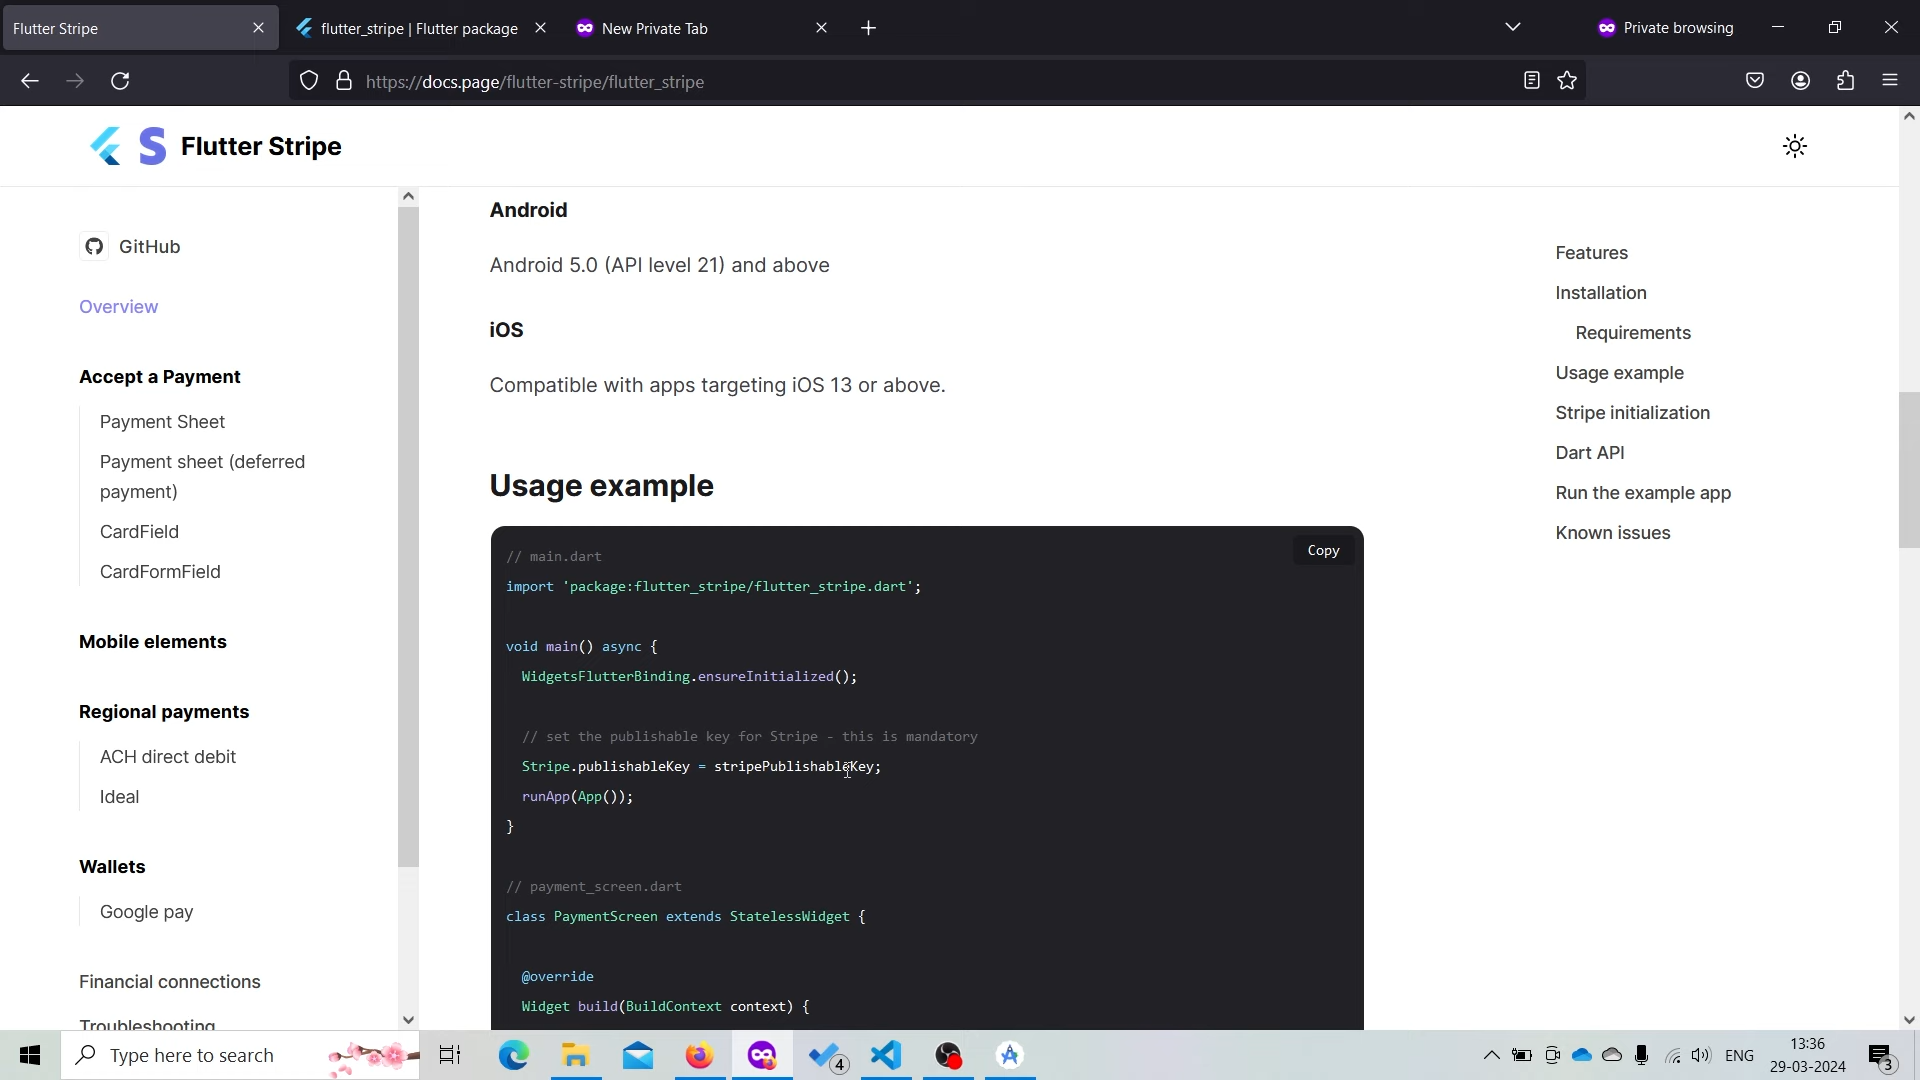 Flutter Stripe
flutter_stripe | Flutter package
New Private Tab
Private browsing
https://docs.page/flutter-stripe/flutter_stripe
Flutter Stripe
GitHub
Overview
Accept a Payment
Payment Sheet
Payment sheet (deferred
payment)
CardField
CardFormField
Mobile elements
Regional payments
ACH direct debit
Ideal
Wallets
Google pay
Financial connections
Troubleshooting
Android
Android 5.0 (API level 21) and above
iOS
Compatible with apps targeting iOS 13 or above.
Usage example
Copy
// main.dart
import 'package:flutter_stripe/flutter_stripe.dart';
void main() async {
WidgetsFlutterBinding.ensureInitialized();
// set the publishable key for Stripe - this is mandatory
Stripe.publishableKey = stripePublishableKey;
runApp(App());
}
// payment_screen.dart
class PaymentScreen extends StatelessWidget {
@override
Widget build(BuildContext context) {
Features
Installation
Requirements
Usage example
Stripe initialization
Dart API
Run the example app
Known issues
Type here to search
4
ENG
13:36
29-03-2024
3